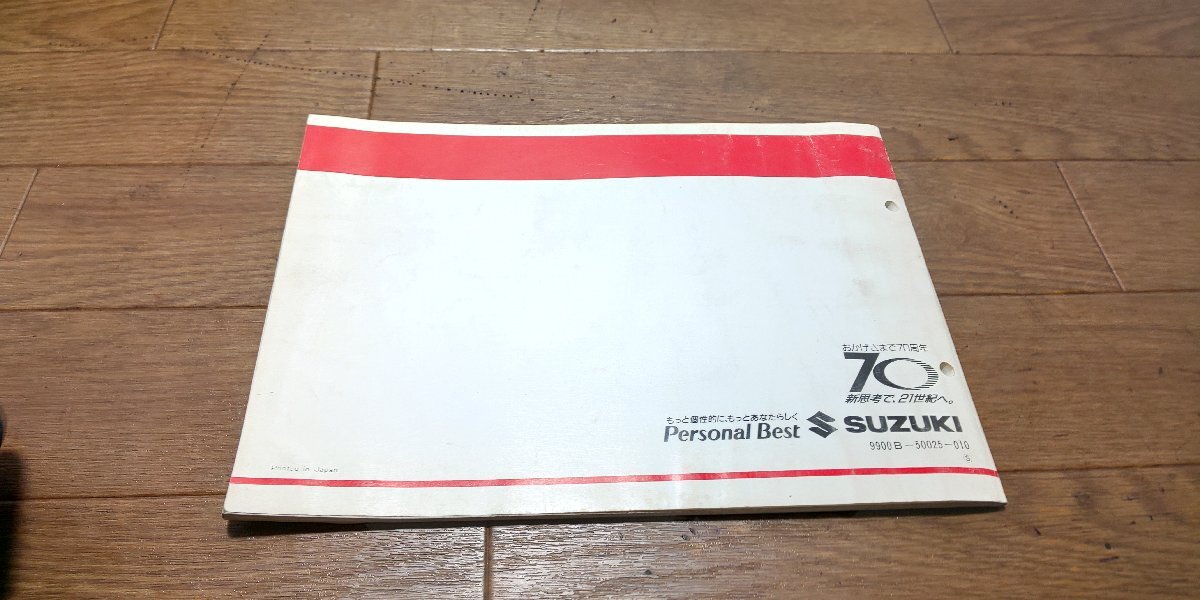 おかげさまで70周年
70
新思考で、21世紀へ。
もっと個性的に、もっとあなたらしく
Personal Best
SUZUKI
9900B-50025-010
Printed in Japan